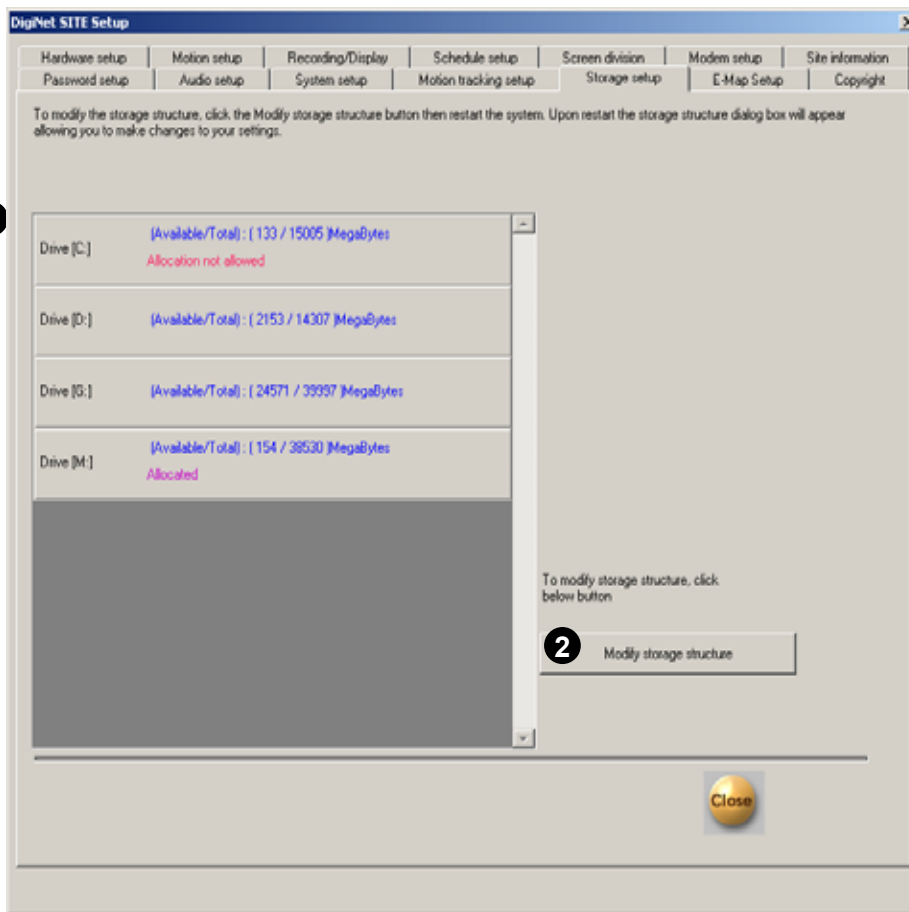 DigiNet SITE Setup
Hardware setup Motion setup Recording/Display Schedule setup Screen division Modem setup Site information
Password setup Audio setup System setup Motion tracking setup Storage setup E-Map Setup Copyright
To modify the storage structure, click the Modify storage structure button then restart the system. Upon restart the storage structure dialog box will appear
allowing you to make changes to your settings.
(Available/Total) : ( 133 / 15005 )MegaBytes
Drive [C:]
Allocation not allowed
Drive [D:] (Available/Total) : ( 2153 / 14307 )MegaBytes
Drive [G:] (Available/Total) : ( 24571 / 39997 )MegaBytes
(Available/Total) : ( 154 / 38530 )MegaBytes
Drive [M:]
Allocated
To modify storage structure, click
below button
2 Modify storage structure
Close